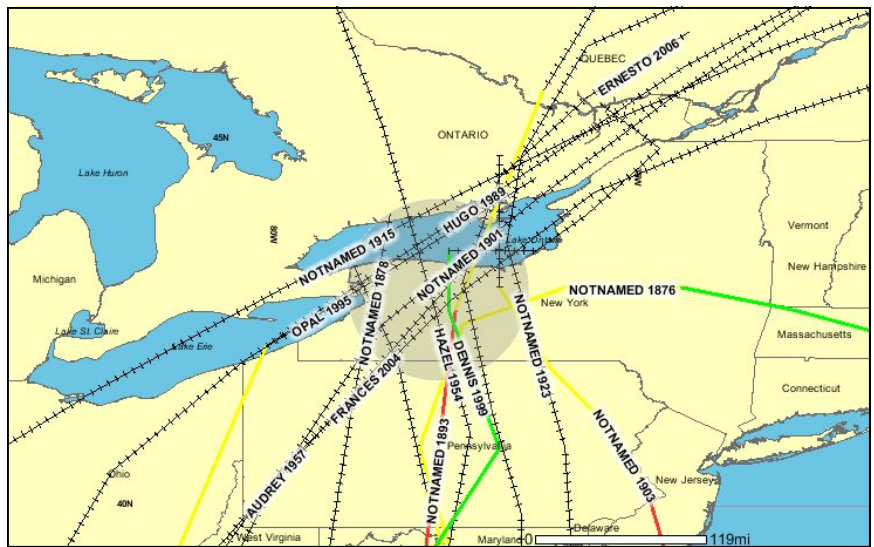 QUEBEC
ERNESTO 2006
ONTARIO
45N
Lake Huron
80W
HUGO 1989
Vermont
Lake Ontario
NOTNAMED 1915
NOTNAMED 1901
New Hampshire
Michigan
NOTNAMED 1878
NOTNAMED 1876
New York
OPAL 1995
Lake St. Claire
Massachusetts
Lake Erie
NOTNAMED 1923
HAZEL 1954
DENNIS 1999
FRANCES 2004
Connecticut
NOTNAMED 1903
Pennsylvania
Ohio
AUDREY 1957
NOTNAMED 1893
New Jersey
40N
West Virginia
Maryland
Delaware
0
119mi